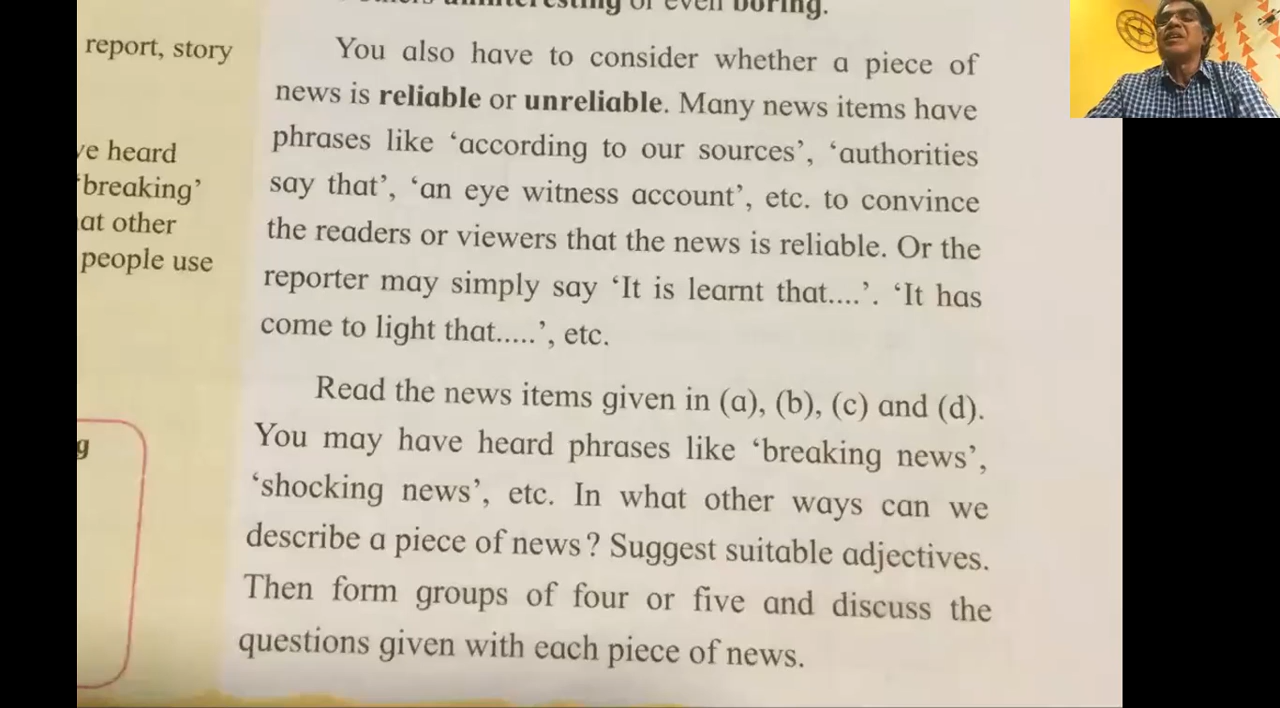 uninteresting or even boring.
report, story
You also have to consider whether a piece of
news is reliable or unreliable. Many news items have
phrases like ‘according to our sources’, ‘authorities
say that’, ‘an eye witness account’, etc. to convince
the readers or viewers that the news is reliable. Or the
reporter may simply say ‘It is learnt that....’. ‘It has
come to light that.....’, etc.
heard
‘breaking’
at other
people use
Read the news items given in (a), (b), (c) and (d).
You may have heard phrases like ‘breaking news’,
‘shocking news’, etc. In what other ways can we
describe a piece of news? Suggest suitable adjectives.
Then form groups of four or five and discuss the
questions given with each piece of news.
g